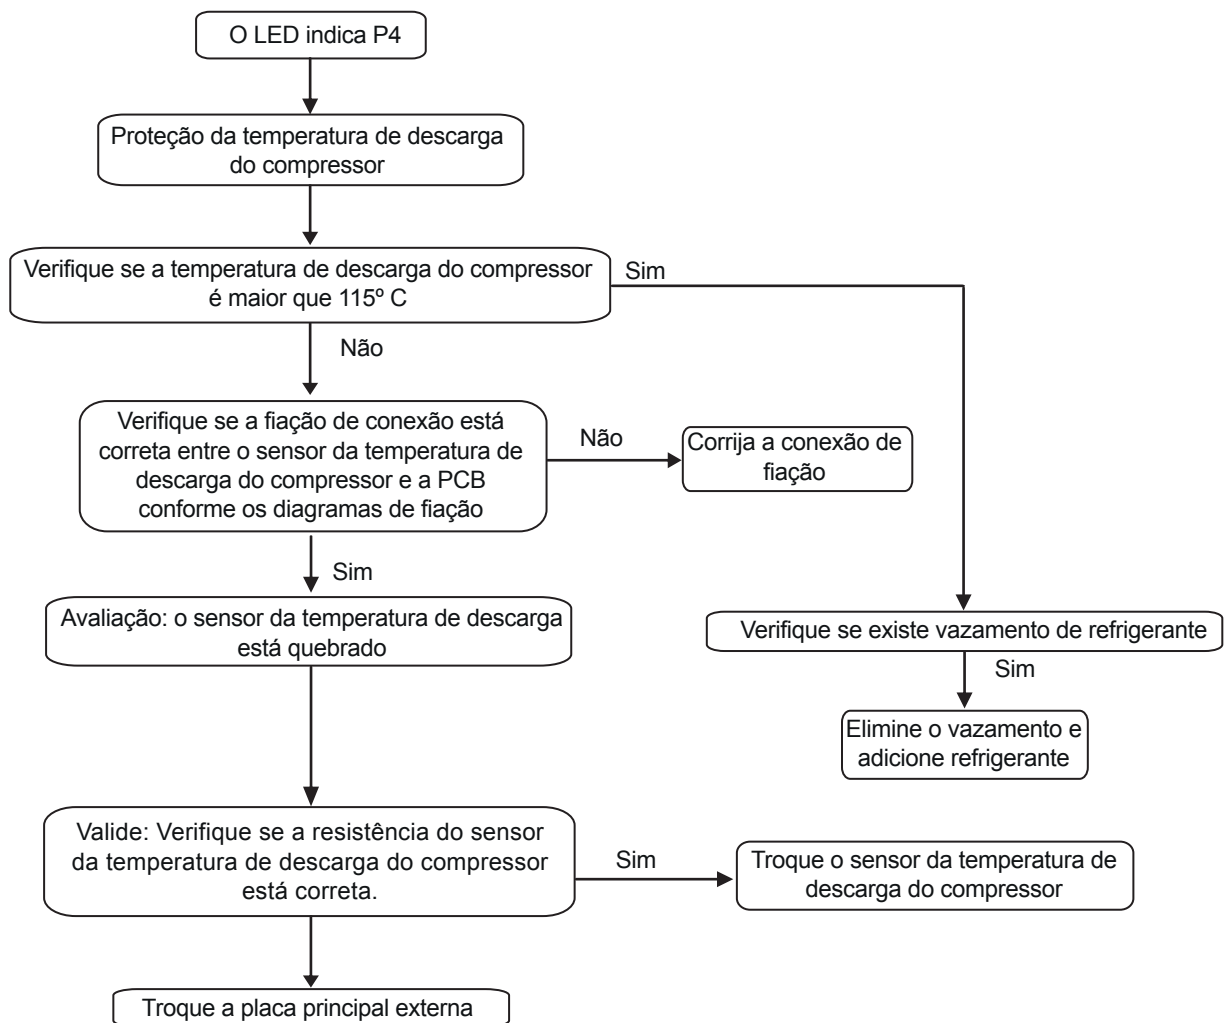 O LED indica P4
Proteção da temperatura de descarga
do compressor
Verifique se a temperatura de descarga do compressor
é maior que 115º C
Sim
Não
Verifique se a fiação de conexão está
correta entre o sensor da temperatura de
descarga do compressor e a PCB
conforme os diagramas de fiação
Não
Corrija a conexão de
fiação
Sim
Avaliação: o sensor da temperatura de descarga
está quebrado
Verifique se existe vazamento de refrigerante
Sim
Elimine o vazamento e
adicione refrigerante
Valide: Verifique se a resistência do sensor
da temperatura de descarga do compressor
está correta.
Sim
Troque o sensor da temperatura de
descarga do compressor
Troque a placa principal externa